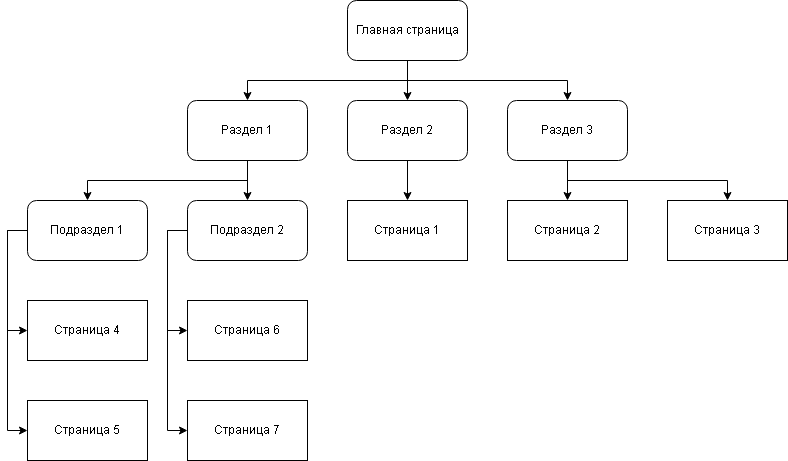 Главная страница
Раздел 1
Раздел 2
Раздел 3
Подраздел 1
Подраздел 2
Страница 1
Страница 2
Страница 3
Страница 4
Страница 6
Страница 5
Страница 7